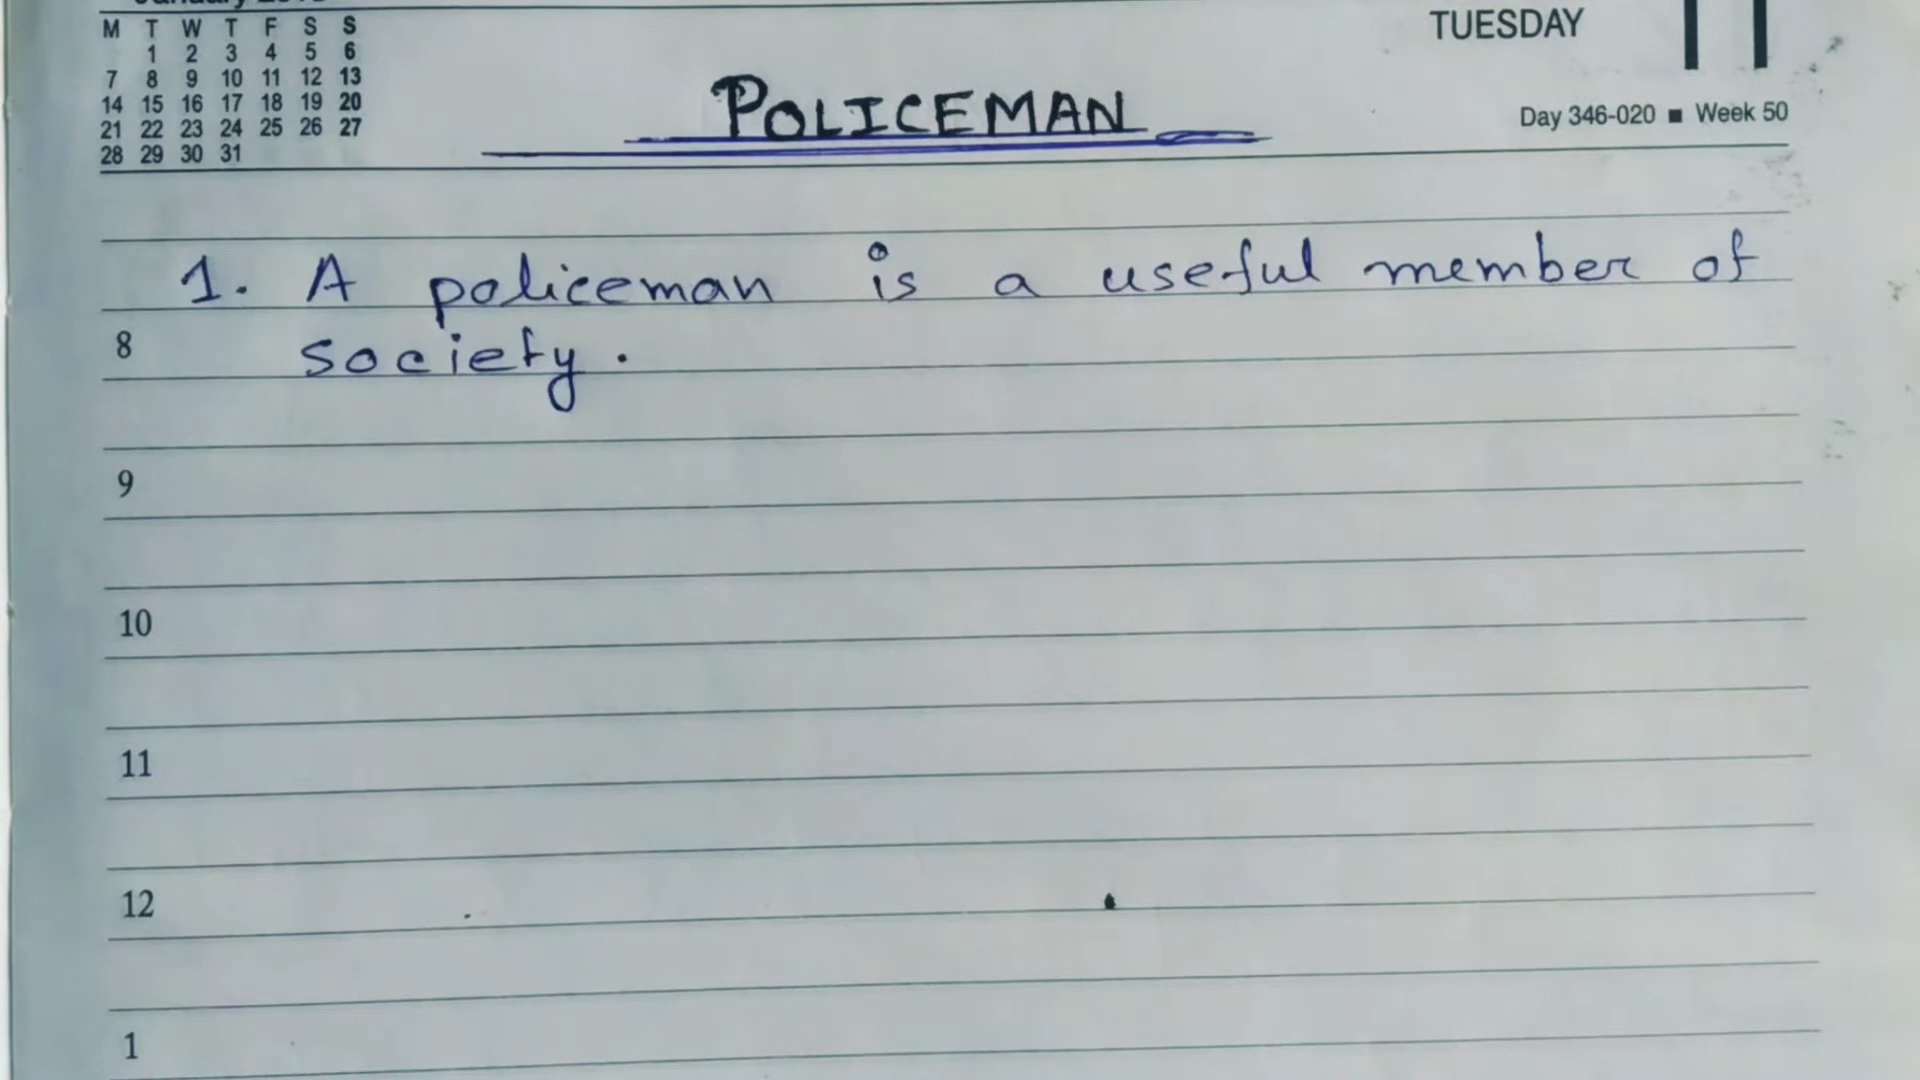 M T W T F S S
1 2 3 4 5 6
7 8 9 10 11 12 13
14 15 16 17 18 19 20
21 22 23 24 25 26 27
28 29 30 31
TUESDAY 11
Day 346-020 ■ Week 50
POLICEMAN
1. A policeman is a useful member of
8 society.
9
10
11
12
1